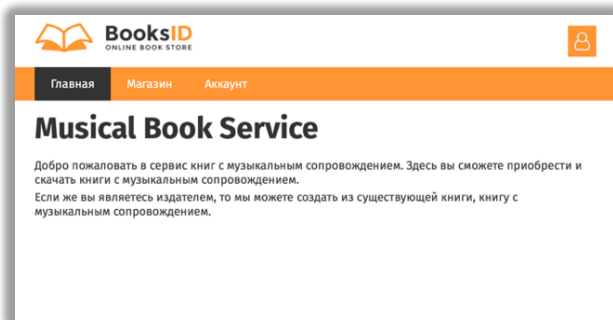 BooksID
ONLINE BOOK STORE
Главная Магазин Аккаунт
Musical Book Service
Добро пожаловать в сервис книг с музыкальным сопровождением. Здесь вы сможете приобрести и
скачать книги с музыкальным сопровождением.
Если же вы являетесь издателем, то мы можете создать из существующей книги, книгу с
музыкальным сопровождением.